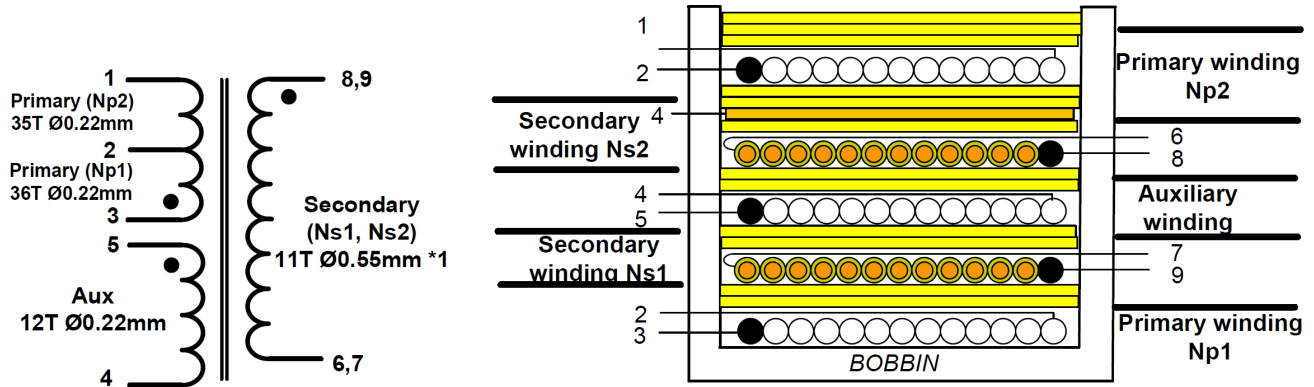 1
Primary (Np2)
35T Ø0.22mm
2
Primary (Np1)
36T Ø0.22mm
3
5
Aux
12T Ø0.22mm
4
8,9
Secondary
(Ns1, Ns2)
11T Ø0.55mm *1
6,7
Secondary
winding Ns2
Secondary
winding Ns1
1
2
4
4
5
2
3
6
8
7
9
BOBBIN
Primary winding
Np2
Auxiliary
winding
Primary winding
Np1